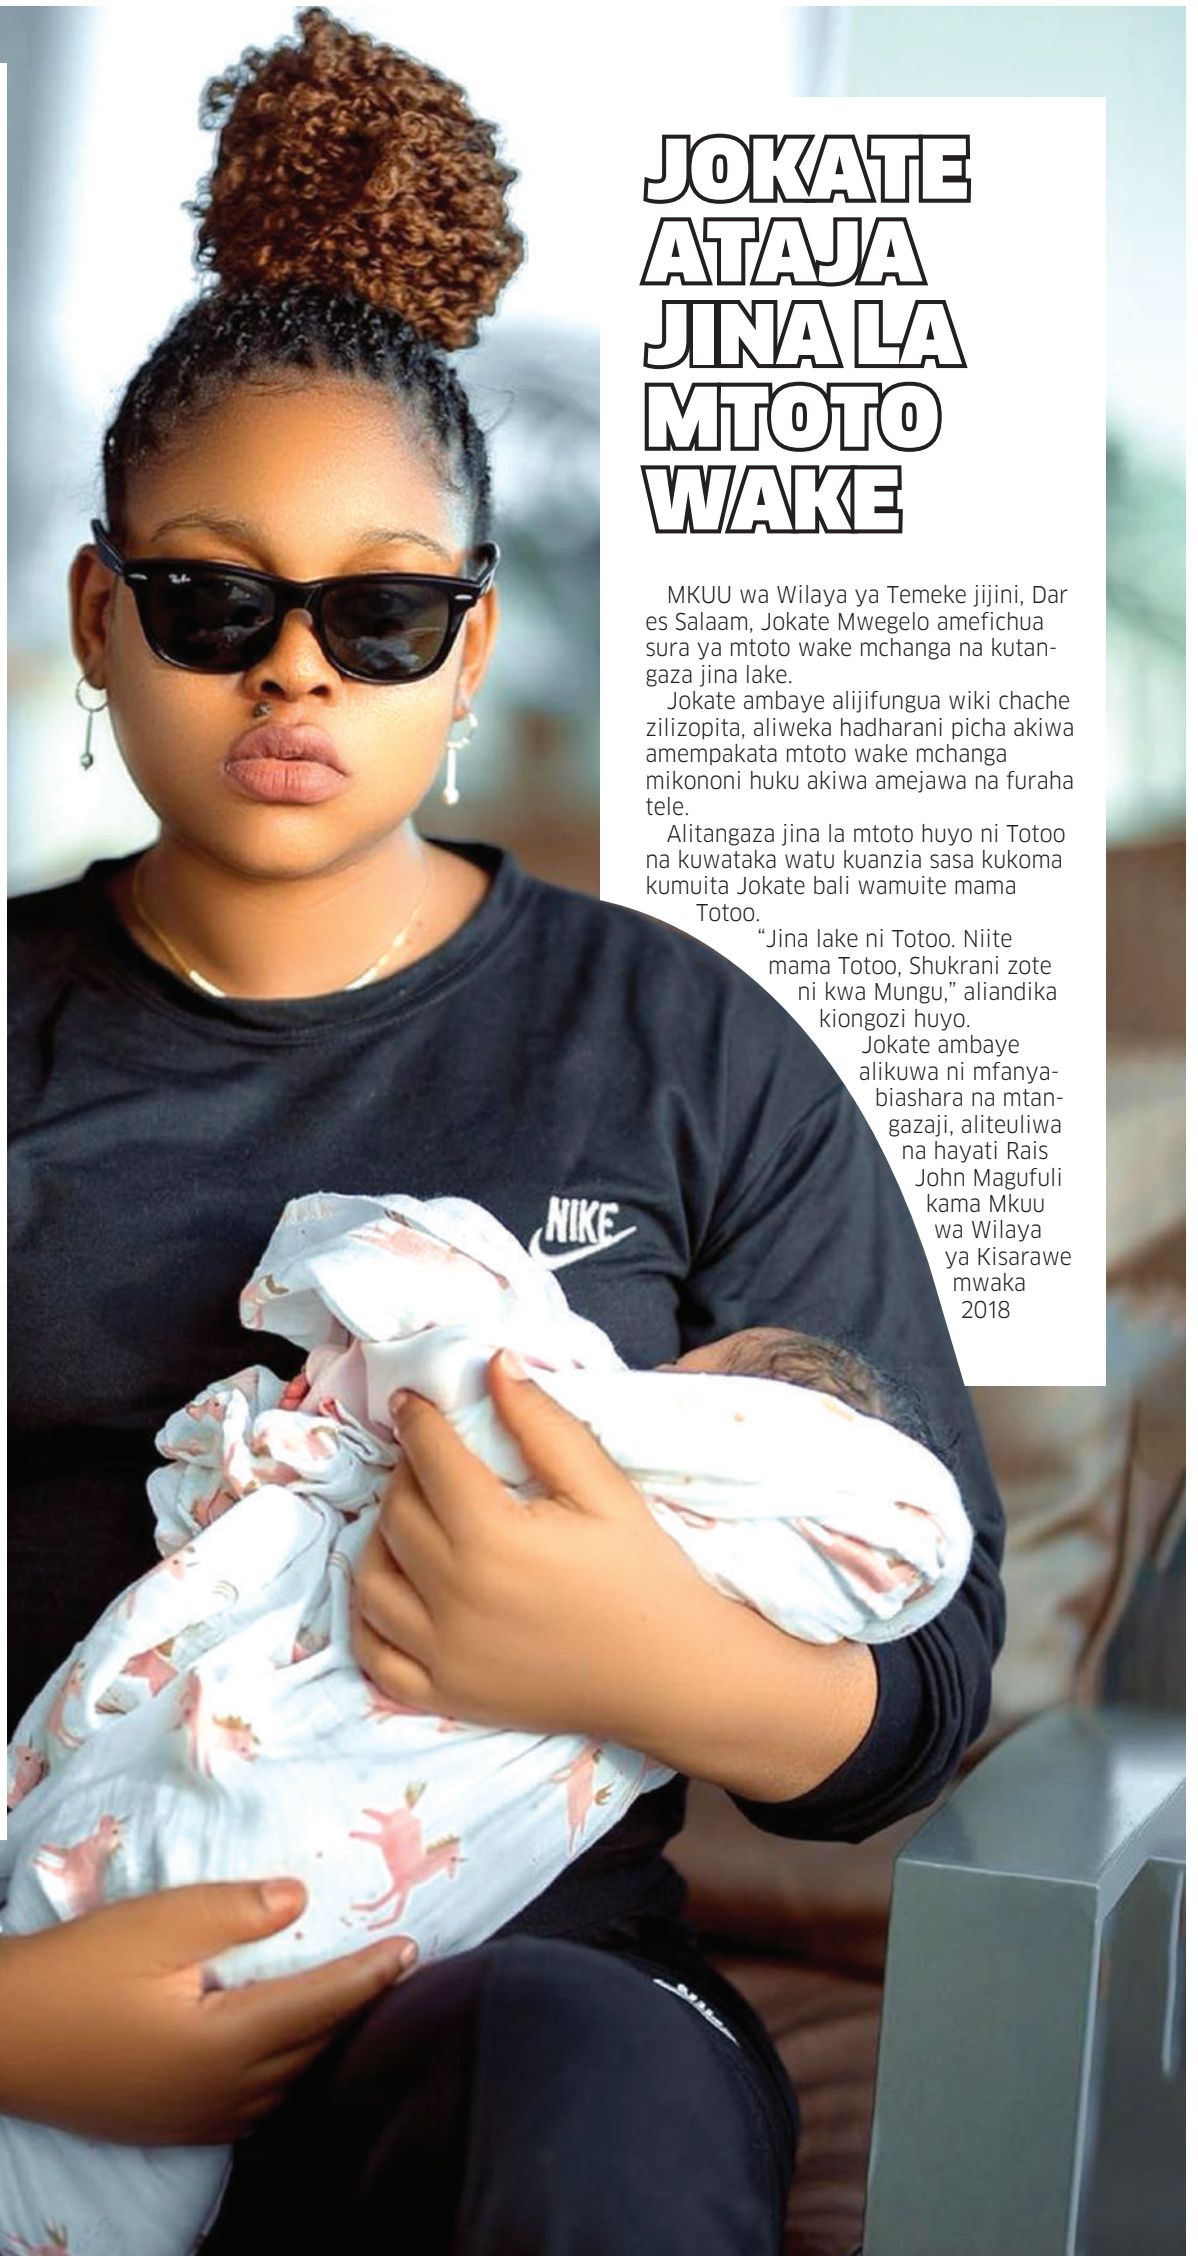 JOKATE
ATAJA
JINA LA
MTOTO
WAKE
MKUU wa Wilaya ya Temeke jijini, Dar
es Salaam, Jokate Mwegelo amefichua
sura ya mtoto wake mchanga na kutan-
gaza jina lake.
Jokate ambaye alijifungua wiki chache
zilizopita, aliweka hadharani picha akiwa
amempakata mtoto wake mchanga
mikononi huku akiwa amejawa na furaha
tele.
Alitangaza jina la mtoto huyo ni Totoo
na kuwataka watu kuanzia sasa kukoma
kumuita Jokate bali wamuite mama
Totoo.
“Jina lake ni Totoo. Niite
mama Totoo, Shukrani zote
ni kwa Mungu,” aliandika
kiongozi huyo.
Jokate ambaye
alikuwa ni mfanya-
biashara na mtan-
gazaji, aliteuliwa
na hayati Rais
John Magufuli
kama Mkuu
wa Wilaya
ya Kisarawe
mwaka
2018
Ray-Ban
NIKE
NIKE